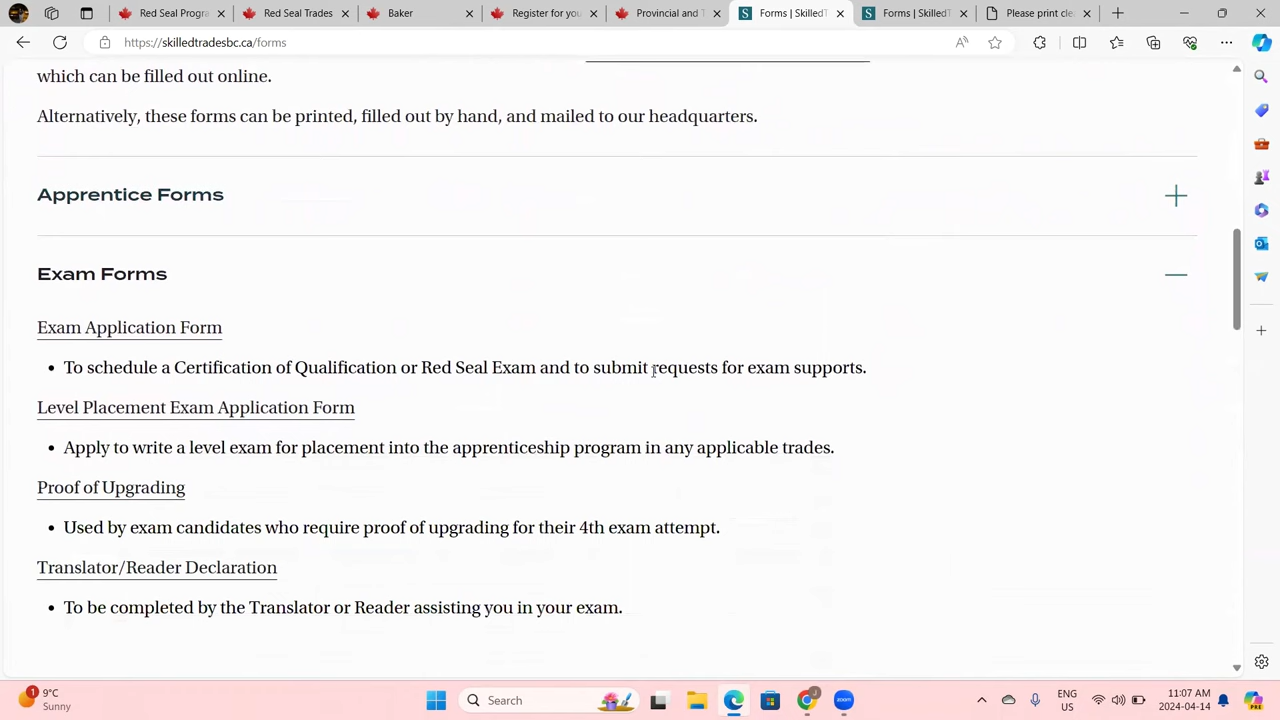 Red Seal Progra
Red Seal Trades
Baker
Register for you
Provincial and T
Forms | SkilledT
Forms | SkilledT
Please print cle
https://skilledtradesbc.ca/forms
which can be filled out online.
Alternatively, these forms can be printed, filled out by hand, and mailed to our headquarters.
Apprentice Forms
Exam Forms
Exam Application Form
• To schedule a Certification of Qualification or Red Seal Exam and to submit requests for exam supports.
Level Placement Exam Application Form
• Apply to write a level exam for placement into the apprenticeship program in any applicable trades.
Proof of Upgrading
• Used by exam candidates who require proof of upgrading for their 4th exam attempt.
Translator/Reader Declaration
• To be completed by the Translator or Reader assisting you in your exam.
1
9°C
Sunny
Search
J
ENG
US
11:07 AM
2024-04-14
PRE